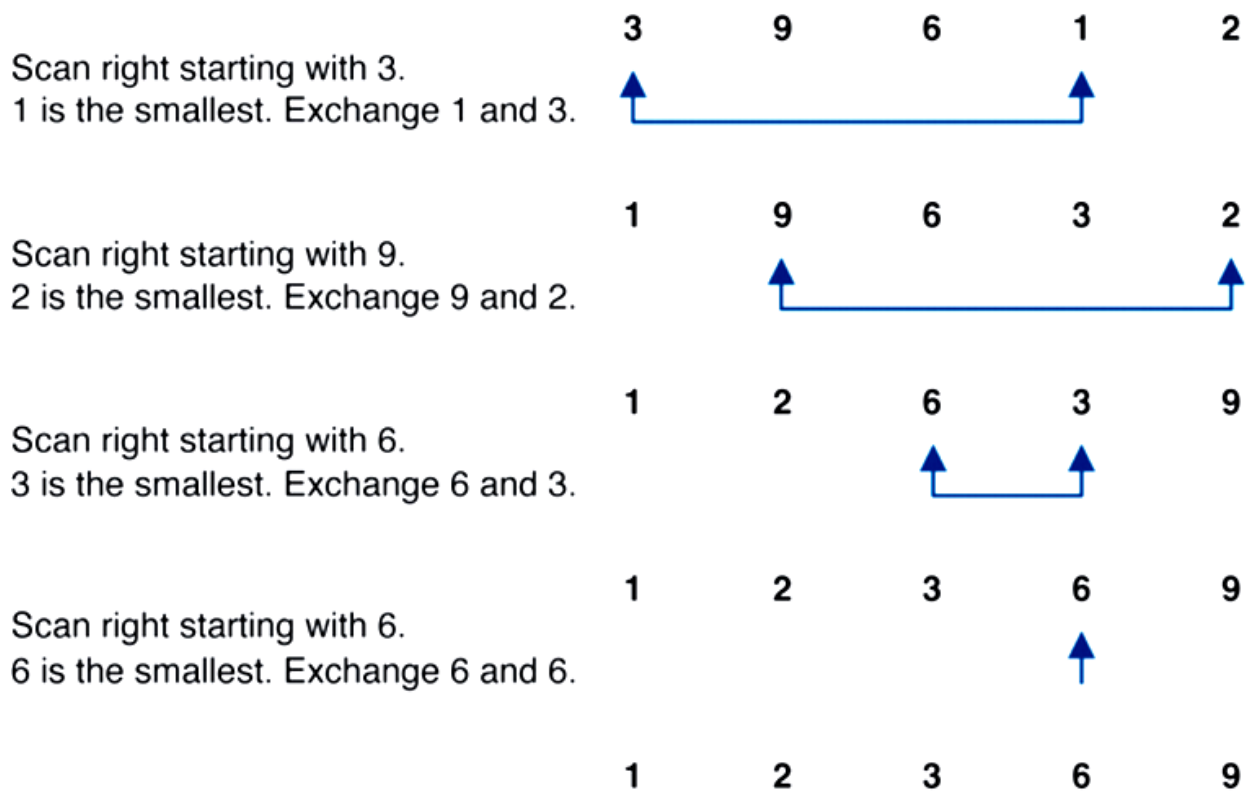 3 9 6 1 2
Scan right starting with 3.
1 is the smallest. Exchange 1 and 3.
1 9 6 3 2
Scan right starting with 9.
2 is the smallest. Exchange 9 and 2.
1 2 6 3 9
Scan right starting with 6.
3 is the smallest. Exchange 6 and 3.
1 2 3 6 9
Scan right starting with 6.
6 is the smallest. Exchange 6 and 6.
1 2 3 6 9